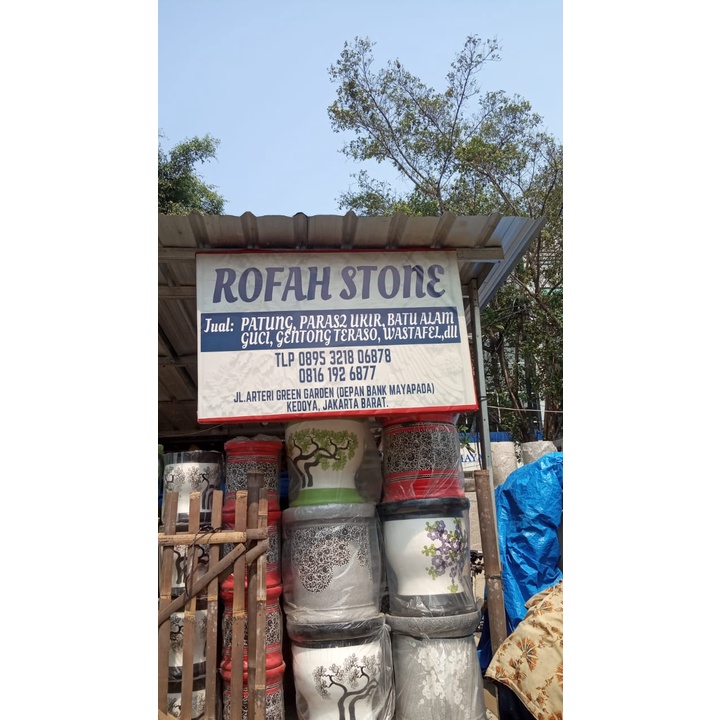 ROFAH STONE
Jual: PATUNG, PARAS2 UKIR, BATU ALAM
GUCI, GENTONG TERASO, WASTAFEL,dll
TLP 0895 3218 06878
0816 192 6877
JL.ARTERI GREEN GARDEN (DEPAN BANK MAYAPADA)
KEDOYA, JAKARTA BARAT.